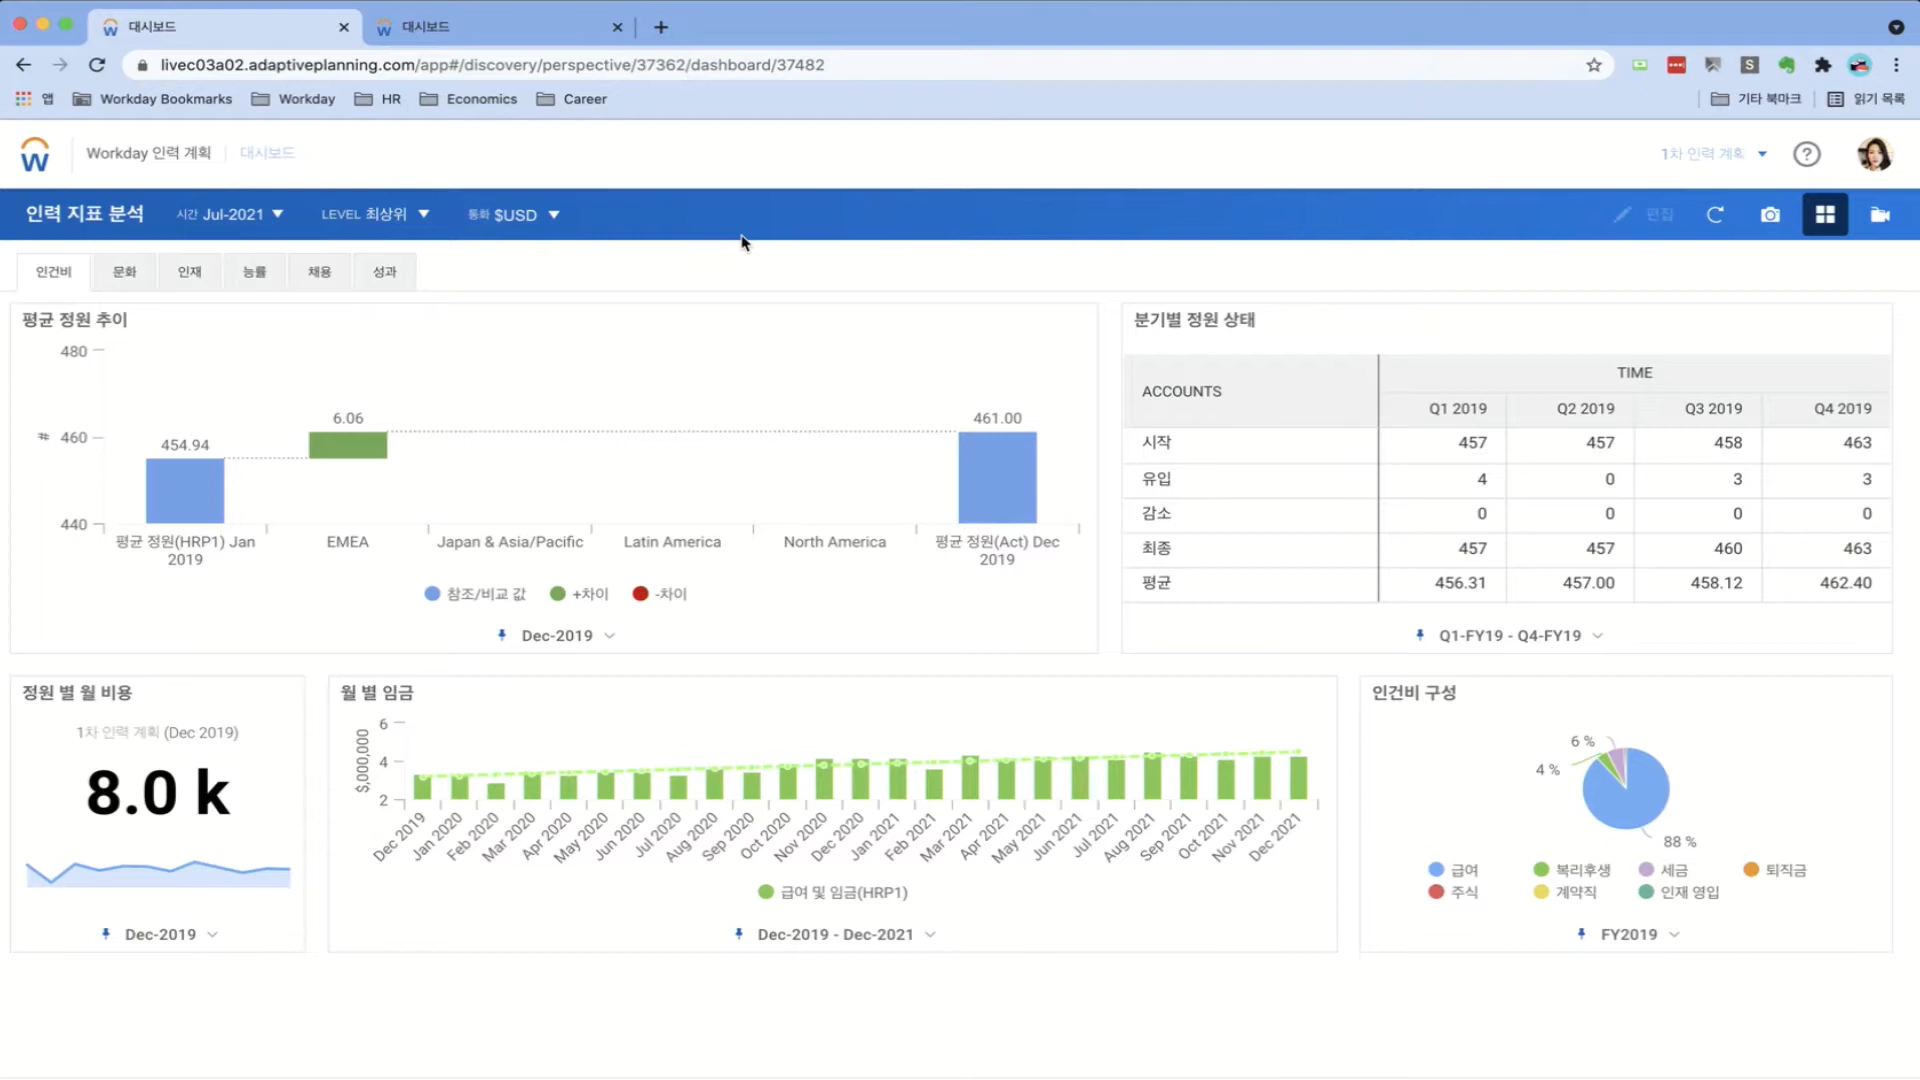 대시보드
대시보드
livec03a02.adaptiveplanning.com/app#/discovery/perspective/37362/dashboard/37482
S
앱 Workday Bookmarks Workday HR Economics Career 기타 북마크 읽기 목록
W Workday 인력 계획 대시보드 1차 인력 계획 ?
인력 지표 분석 시간 Jul-2021 LEVEL 최상위 통화 $USD 편집
인건비 문화 인재 능률 채용 성과
평균 정원 추이
480
460
440
#
454.94
6.06
461.00
평균 정원(HRP1) Jan 2019
EMEA
Japan & Asia/Pacific
Latin America
North America
평균 정원(Act) Dec 2019
참조/비교 값 +차이 -차이
Dec-2019
분기별 정원 상태
ACCOUNTS TIME
Q1 2019 Q2 2019 Q3 2019 Q4 2019
시작 457 457 458 463
유입 4 0 3 3
감소 0 0 0 0
최종 457 457 460 463
평균 456.31 457.00 458.12 462.40
Q1-FY19 - Q4-FY19
정원 별 월 비용
1차 인력 계획 (Dec 2019)
8.0 k
Dec-2019
월 별 임금
$,000,000
6
4
2
Dec 2019
Jan 2020
Feb 2020
Mar 2020
Apr 2020
May 2020
Jun 2020
Jul 2020
Aug 2020
Sep 2020
Oct 2020
Nov 2020
Dec 2020
Jan 2021
Feb 2021
Mar 2021
Apr 2021
May 2021
Jun 2021
Jul 2021
Aug 2021
Sep 2021
Oct 2021
Nov 2021
Dec 2021
급여 및 임금(HRP1)
Dec-2019 - Dec-2021
인건비 구성
6 %
4 %
88 %
급여 복리후생 세금 퇴직금
주식 계약직 인재 영입
FY2019